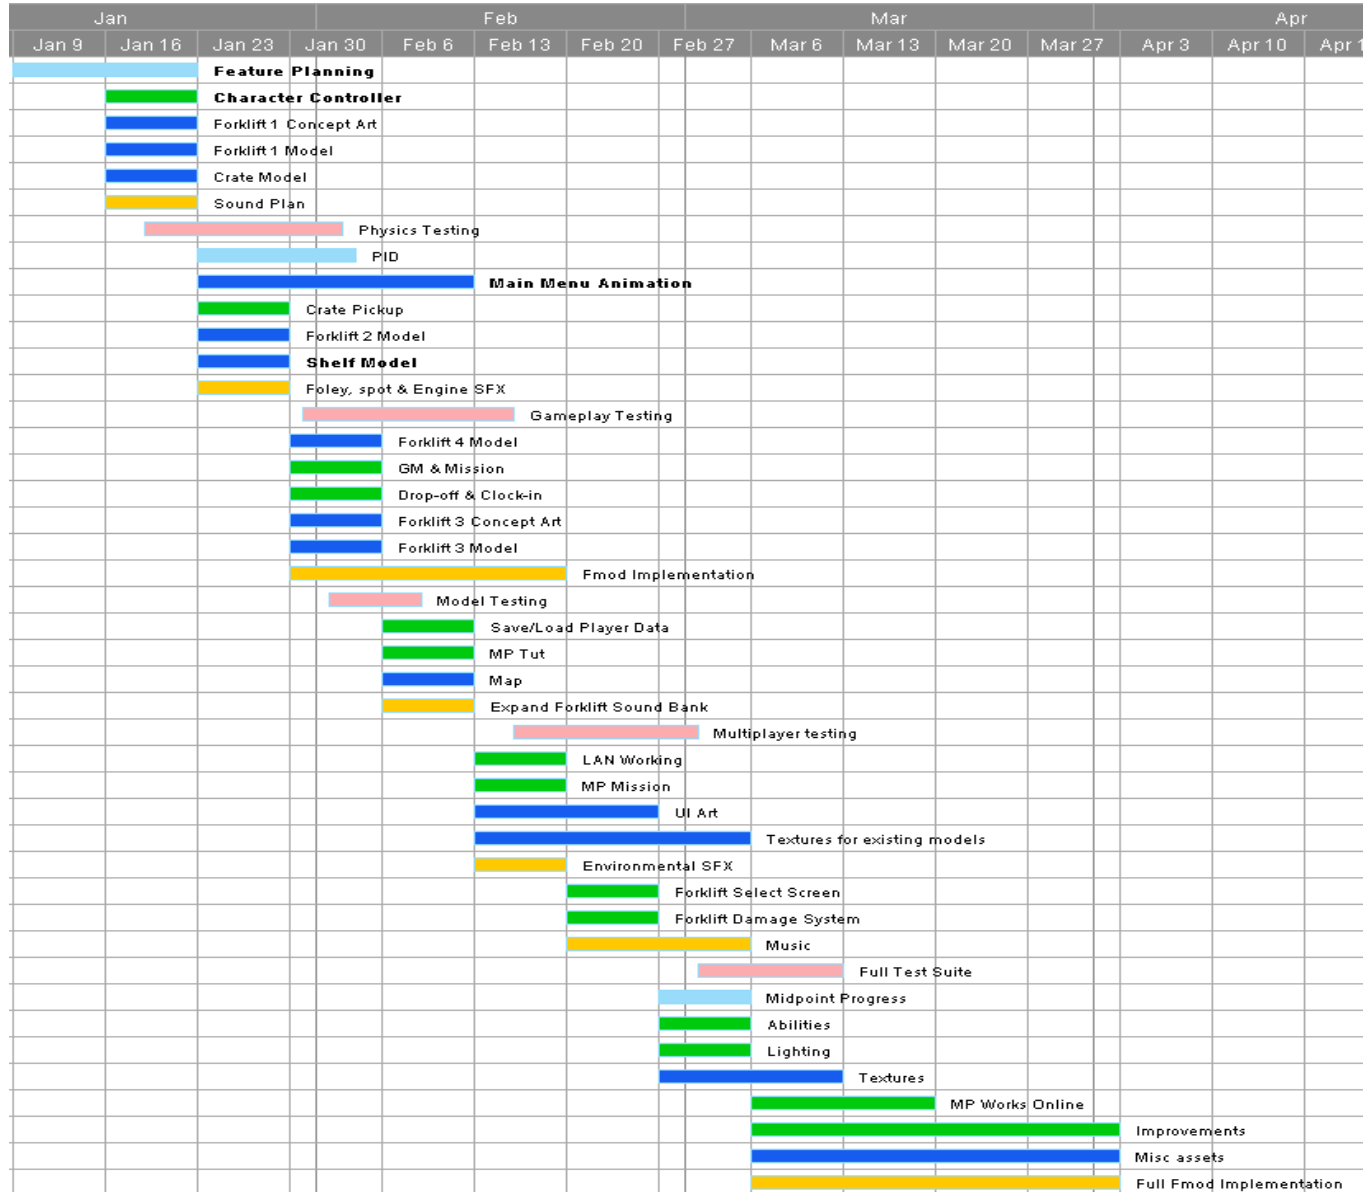 Jan Feb Mar Apr
Jan 9 Jan 16 Jan 23 Jan 30 Feb 6 Feb 13 Feb 20 Feb 27 Mar 6 Mar 13 Mar 20 Mar 27 Apr 3 Apr 10 Apr 1
Feature Planning
Character Controller
Forklift 1 Concept Art
Forklift 1 Model
Crate Model
Sound Plan
Physics Testing
PID
Main Menu Animation
Crate Pickup
Forklift 2 Model
Shelf Model
Foley, spot & Engine SFX
Gameplay Testing
Forklift 4 Model
GM & Mission
Drop-off & Clock-in
Forklift 3 Concept Art
Forklift 3 Model
Fmod Implementation
Model Testing
Save/Load Player Data
MP Tut
Map
Expand Forklift Sound Bank
Multiplayer testing
LAN Working
MP Mission
UI Art
Textures for existing models
Environmental SFX
Forklift Select Screen
Forklift Damage System
Music
Full Test Suite
Midpoint Progress
Abilities
Lighting
Textures
MP Works Online
Improvements
Misc assets
Full Fmod Implementation